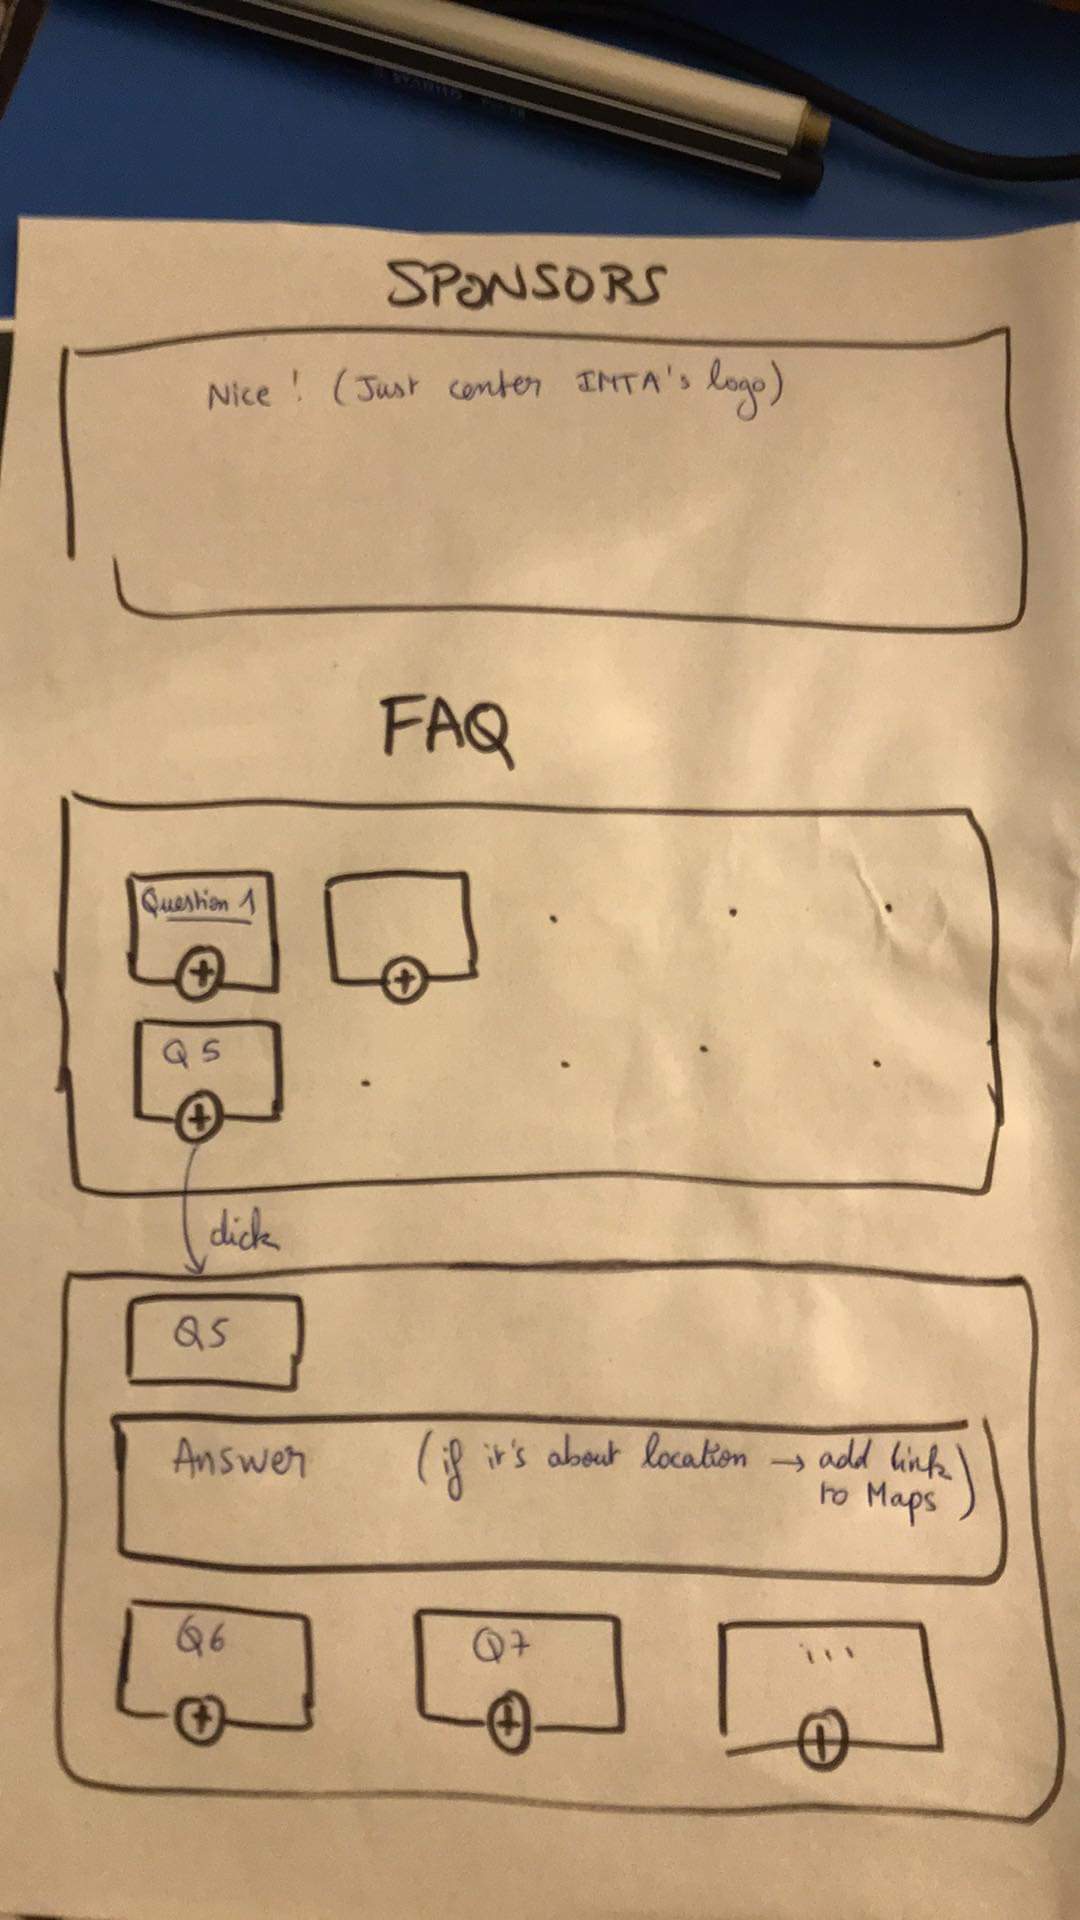 STABILO
SPONSORS
Nice ! (Just center IMTA's logo)
FAQ
Question 1
+
+
Q5
+
click
Q5
Answer (if it's about location → add link
to Maps)
Q6
Q7
...
+
+
+